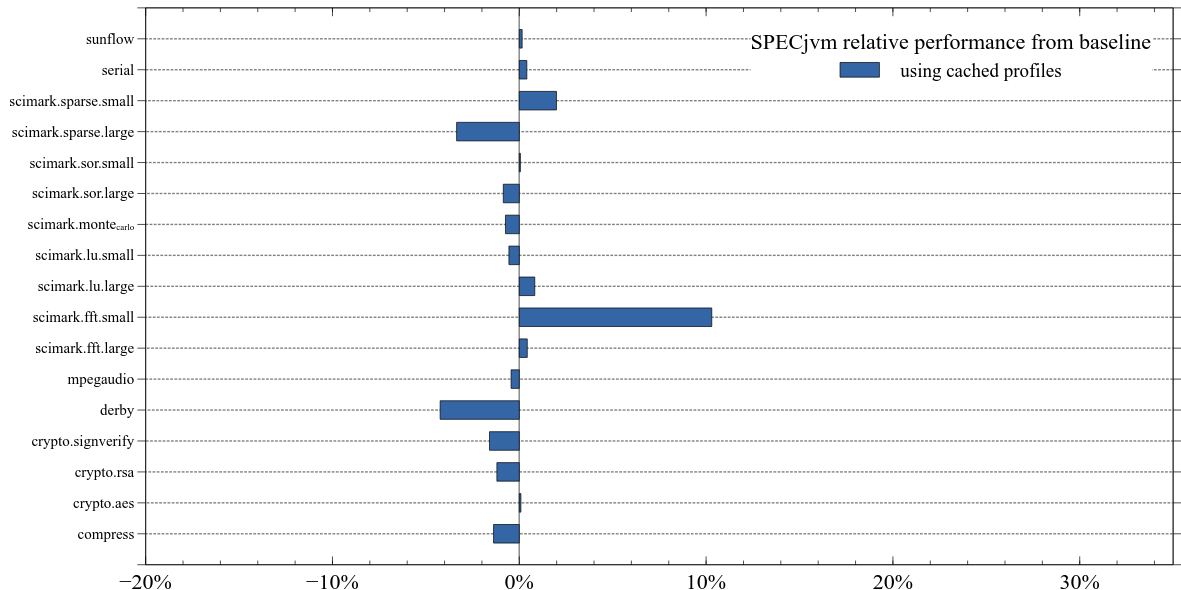 SPECjvm relative performance from baseline
using cached profiles
sunflow
serial
scimark.sparse.small
scimark.sparse.large
scimark.sor.small
scimark.sor.large
scimark.montecarlo
scimark.lu.small
scimark.lu.large
scimark.fft.small
scimark.fft.large
mpegaudio
derby
crypto.signverify
crypto.rsa
crypto.aes
compress
−20% −10% 0% 10% 20% 30%